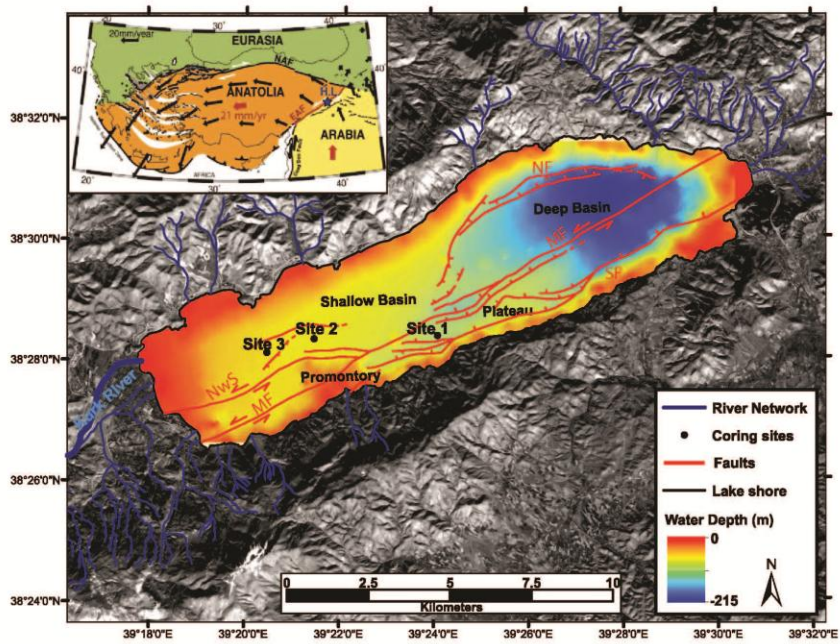 20mm/year
EURASIA
NAF
ANATOLIA
H.L.
21 mm/yr
EAF
ARABIA
AFRICA
20°
30°
40°
40°
40°
20°
30°
40°
38°32'0"N
38°30'0"N
38°28'0"N
38°26'0"N
38°24'0"N
NF
Deep Basin
MF
SF
Shallow Basin
Plateau
Site 1
Site 2
Site 3
Promontory
NwS
MF
River Network
Coring sites
Faults
Lake shore
Water Depth (m)
0
-215
N
0 2.5 5 7.5 10
Kilometers
39°18'0"E 39°20'0"E 39°22'0"E 39°24'0"E 39°26'0"E 39°28'0"E 39°30'0"E 39°32'0"E